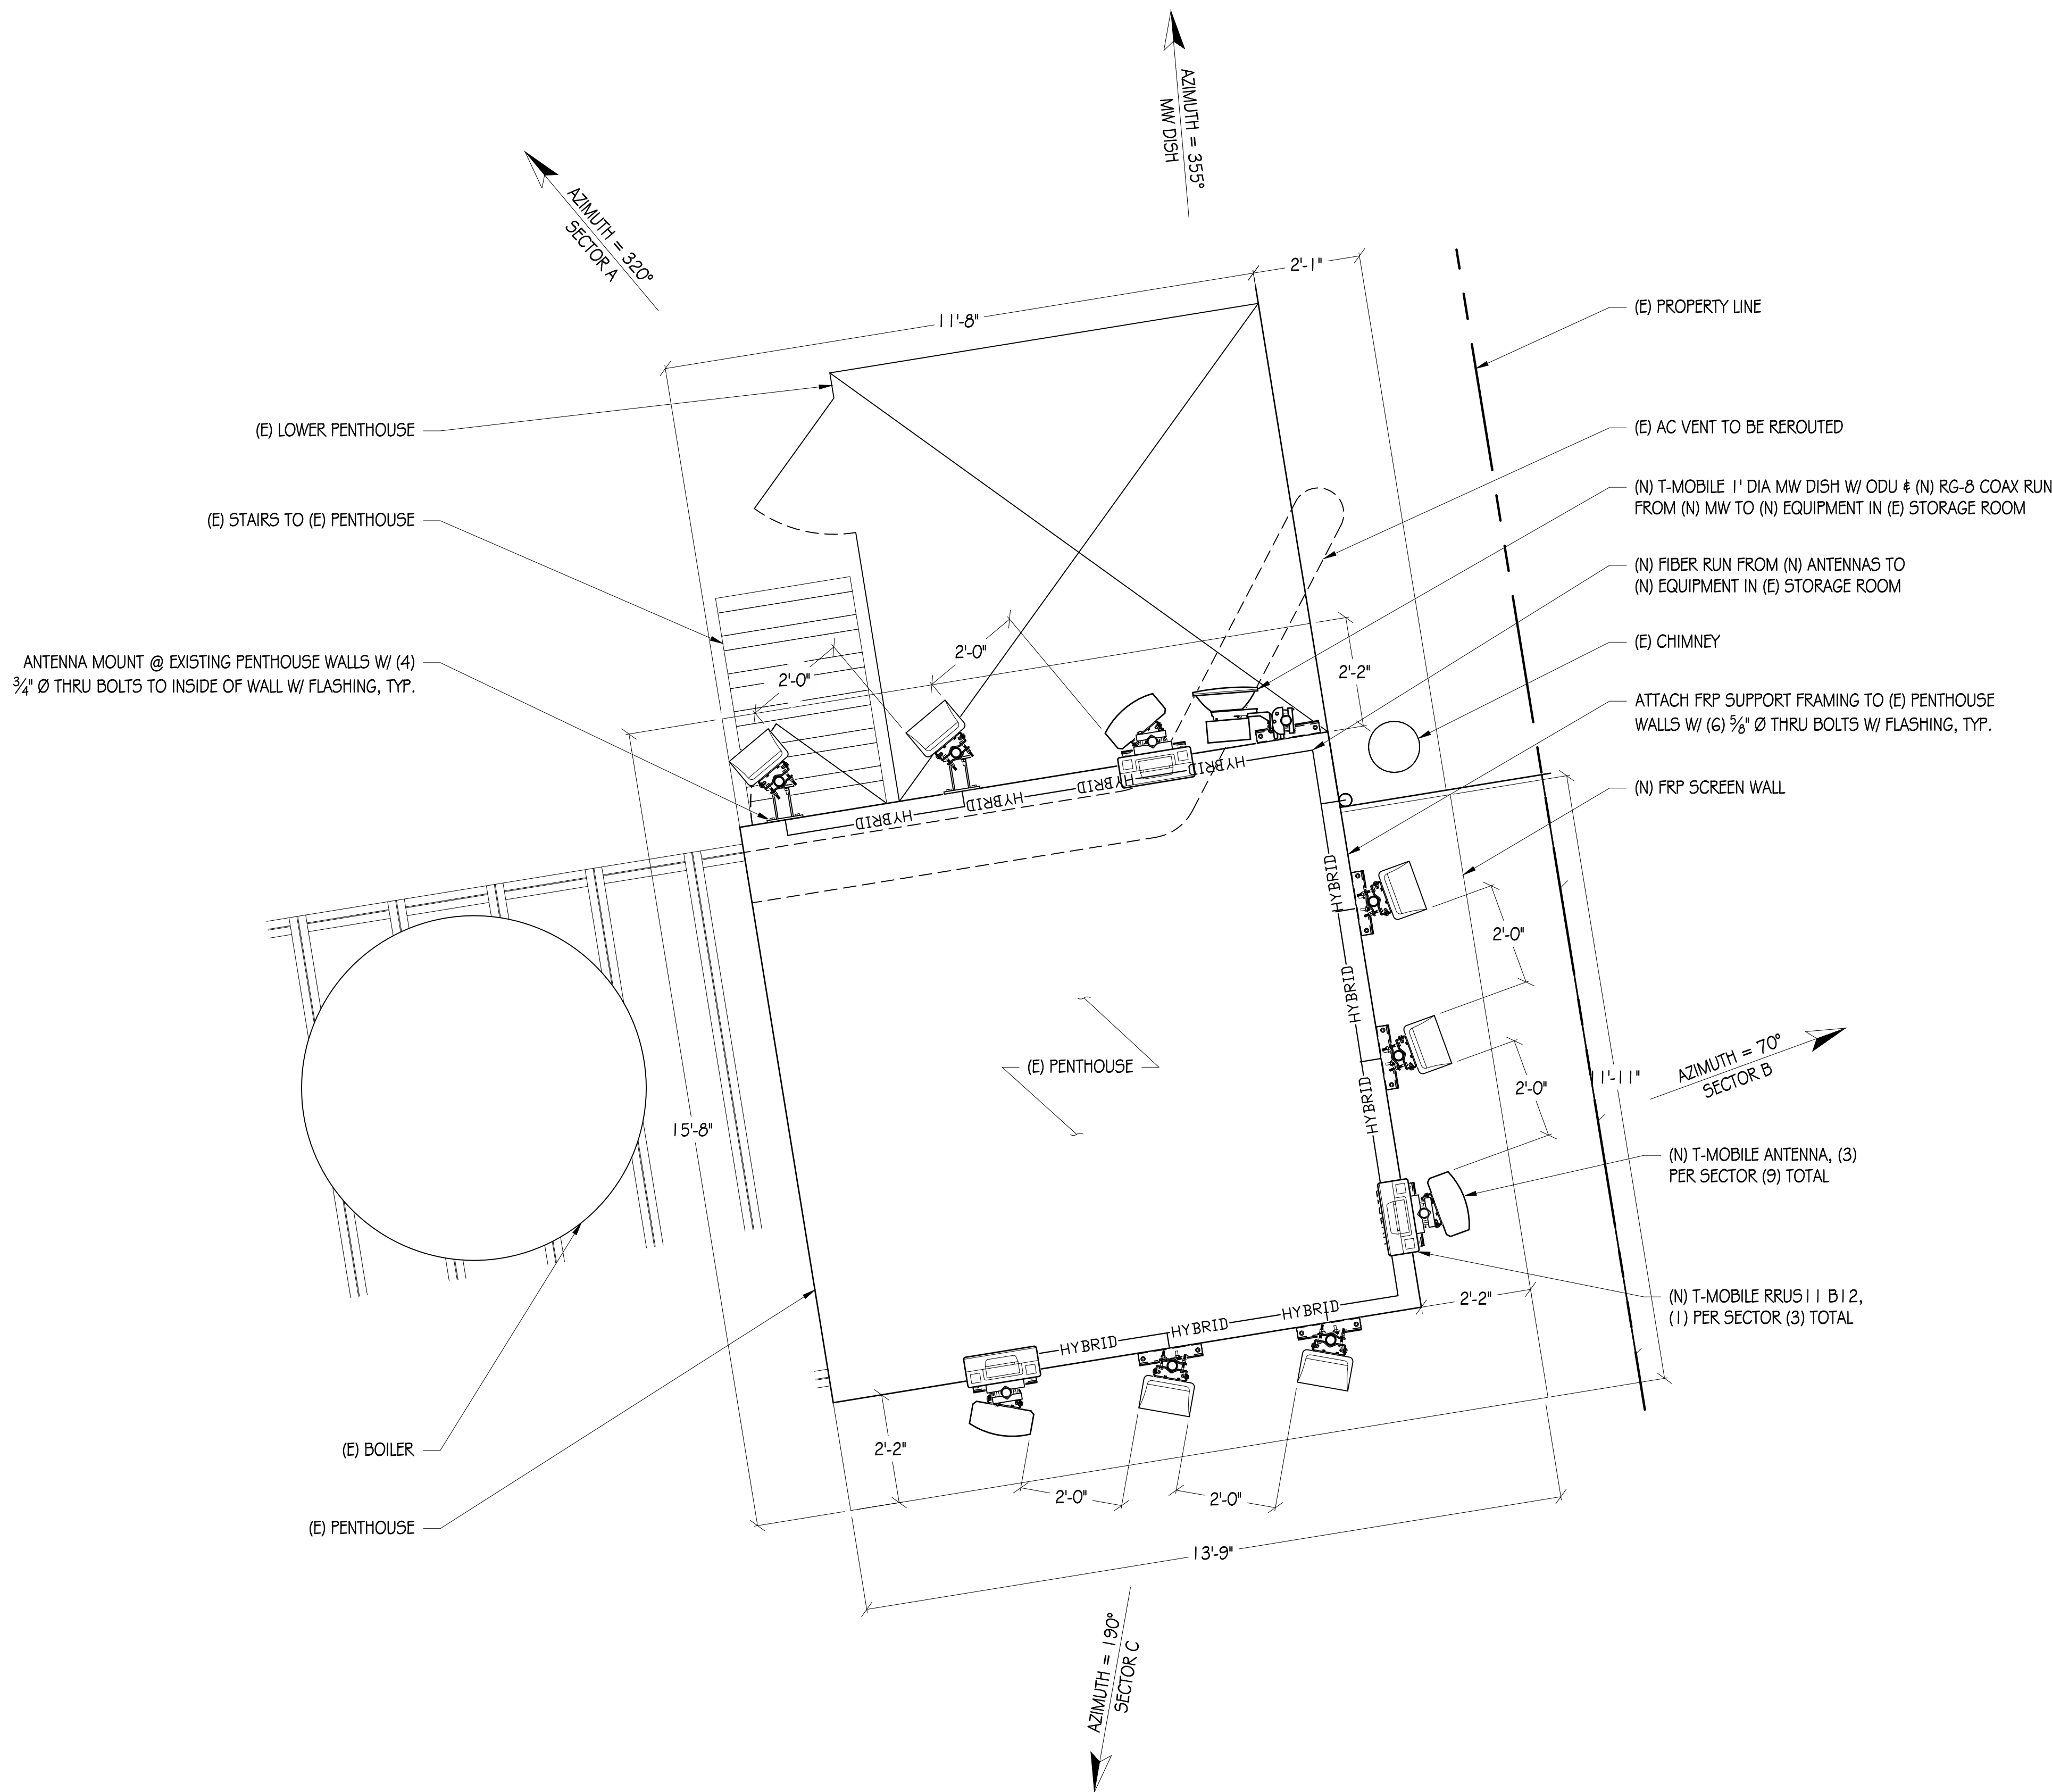 AZIMUTH = 355°
MW DISH
AZIMUTH = 320°
SECTOR A
2'-1"
11'-8"
(E) PROPERTY LINE
(E) LOWER PENTHOUSE
(E) AC VENT TO BE REROUTED
(N) T-MOBILE 1' DIA MW DISH W/ ODU & (N) RG-8 COAX RUN
FROM (N) MW TO (N) EQUIPMENT IN (E) STORAGE ROOM
(E) STAIRS TO (E) PENTHOUSE
(N) FIBER RUN FROM (N) ANTENNAS TO
(N) EQUIPMENT IN (E) STORAGE ROOM
(E) CHIMNEY
ANTENNA MOUNT @ EXISTING PENTHOUSE WALLS W/ (4)
3/4" Ø THRU BOLTS TO INSIDE OF WALL W/ FLASHING, TYP.
2'-0"
2'-0"
2'-2"
ATTACH FRP SUPPORT FRAMING TO (E) PENTHOUSE
WALLS W/ (6) 5/8" Ø THRU BOLTS W/ FLASHING, TYP.
(N) FRP SCREEN WALL
HYBRID
HYBRID
HYBRID
HYBRID
HYBRID
HYBRID
HYBRID
2'-0"
2'-0"
(E) PENTHOUSE
11'-11"
AZIMUTH = 70°
SECTOR B
15'-8"
(N) T-MOBILE ANTENNA, (3)
PER SECTOR (9) TOTAL
(N) T-MOBILE RRUS11 B12,
(1) PER SECTOR (3) TOTAL
2'-2"
HYBRID
HYBRID
HYBRID
(E) BOILER
2'-2"
2'-0"
2'-0"
(E) PENTHOUSE
13'-9"
AZIMUTH = 190°
SECTOR C